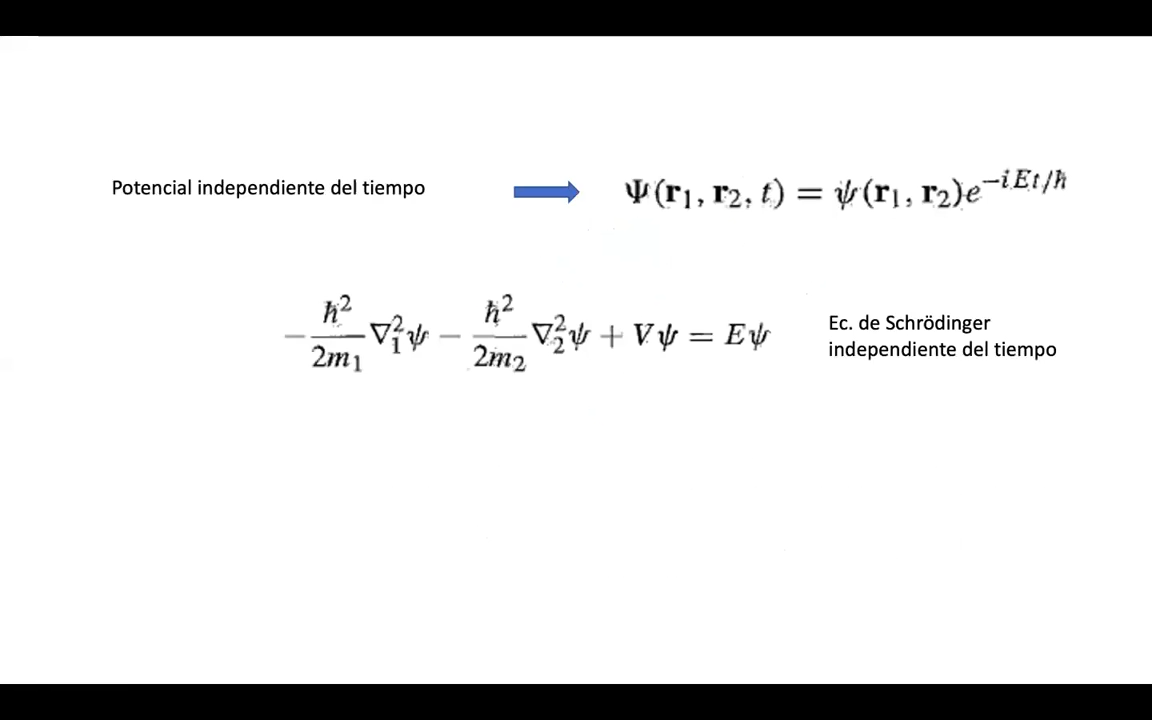 Potencial independiente del tiempo
Ψ(r₁, r₂, t) = ψ(r₁, r₂)e^{−iEt/ħ}
−ħ²/2m₁ ∇₁²ψ − ħ²/2m₂ ∇₂²ψ + Vψ = Eψ
Ec. de Schrödinger
independiente del tiempo